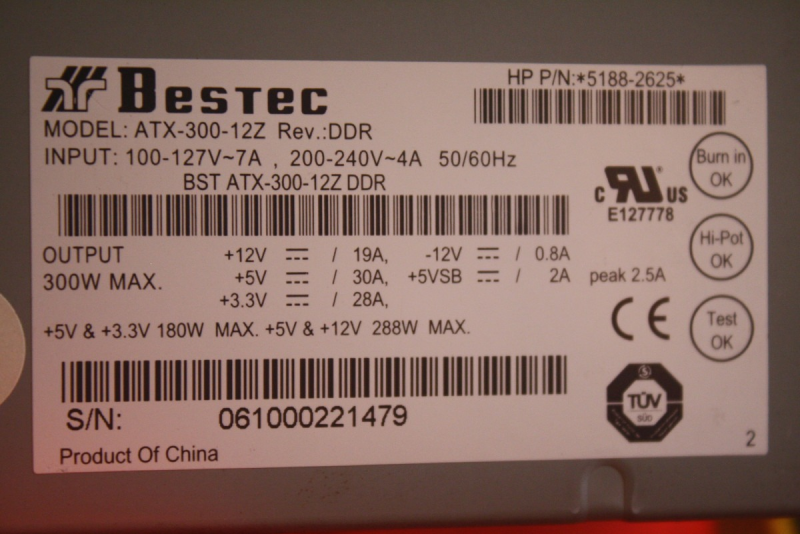 BESTEC
HP P/N:*5188-2625*
MODEL: ATX-300-12Z Rev.:DDR
INPUT: 100-127V~7A , 200-240V~4A 50/60Hz
BST ATX-300-12Z DDR
Burn in
OK
c RU US
E127778
Hi-Pot
OK
OUTPUT +12V ⎓ / 19A, -12V ⎓ / 0.8A
300W MAX. +5V ⎓ / 30A, +5VSB ⎓ / 2A peak 2.5A
+3.3V ⎓ / 28A,
+5V & +3.3V 180W MAX. +5V & +12V 288W MAX.
CE
Test
OK
TÜV
SÜD
S/N: 061000221479
Product Of China
2